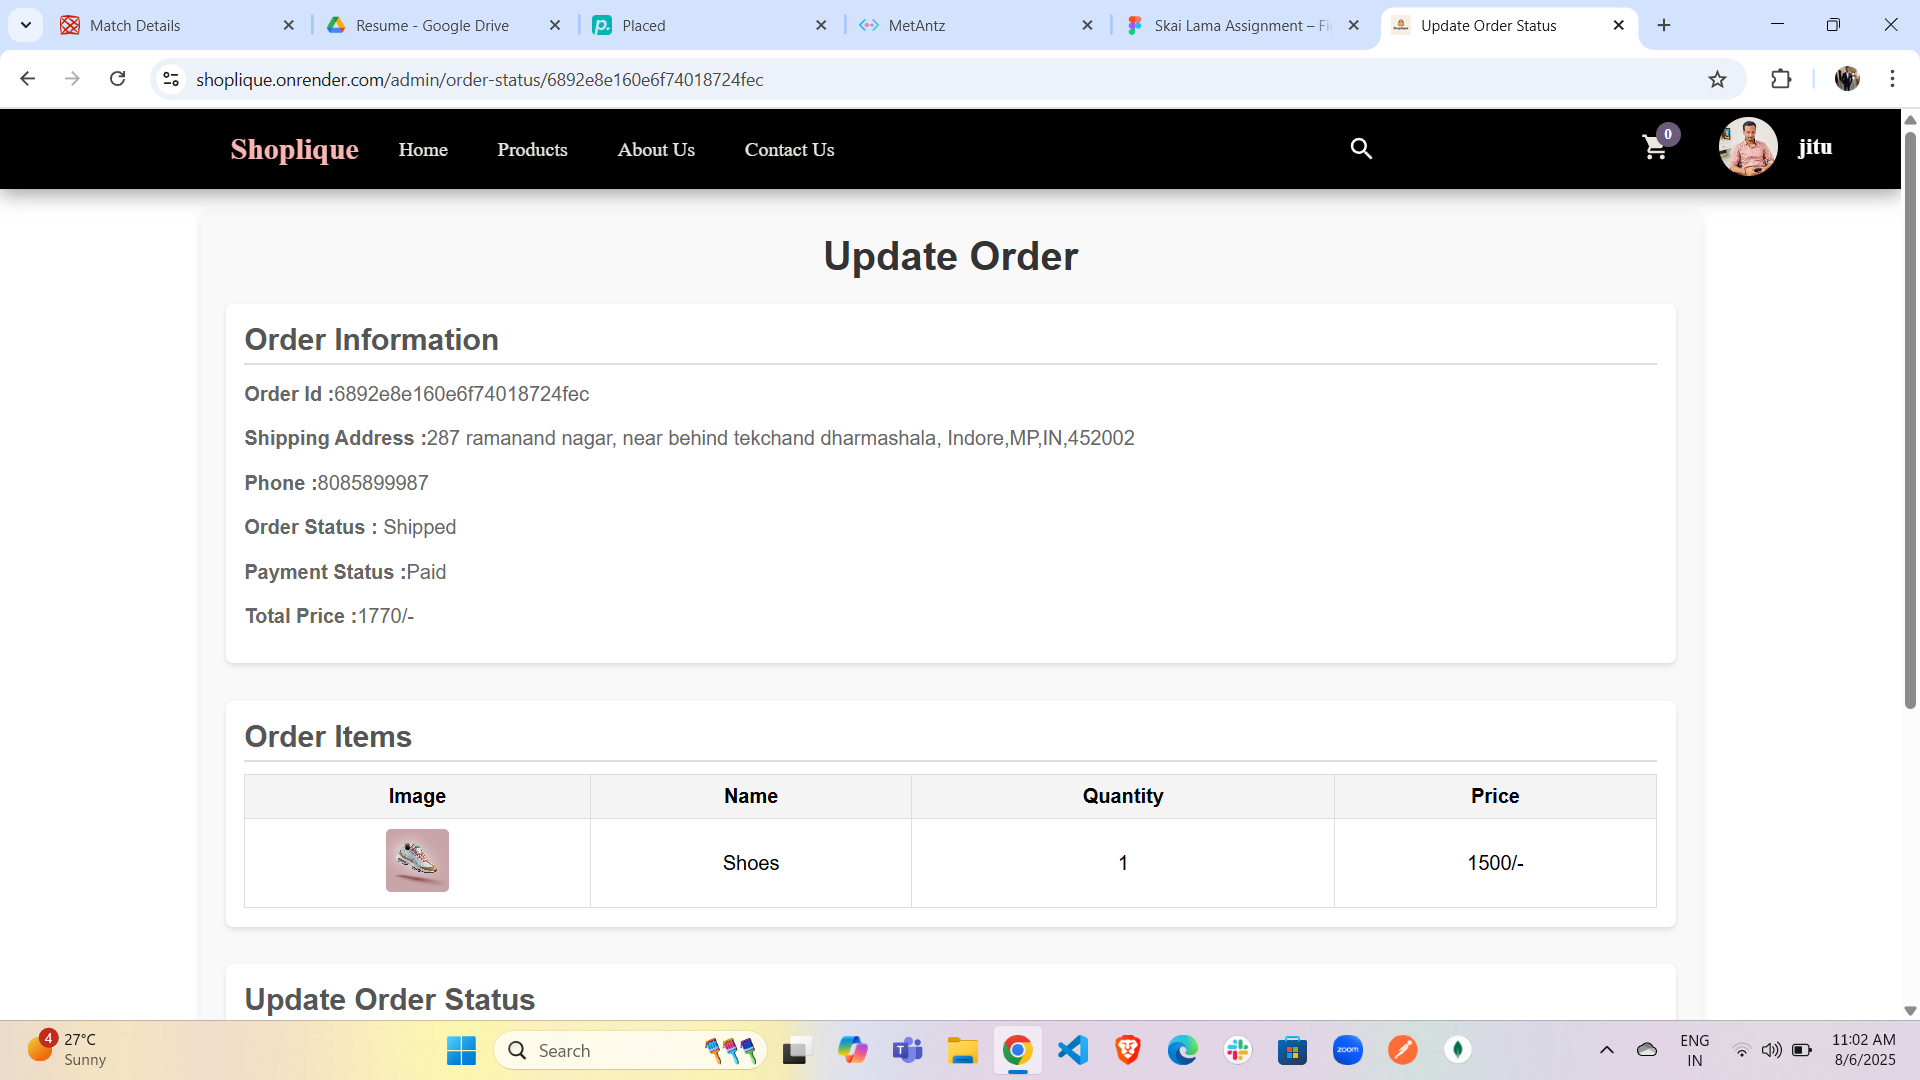 Match Details
Resume - Google Drive
Placed
MetAntz
Skai Lama Assignment – Fi
Update Order Status
shoplique.onrender.com/admin/order-status/6892e8e160e6f74018724fec
Shoplique
Home
Products
About Us
Contact Us
0
jitu
Update Order
Order Information
Order Id :6892e8e160e6f74018724fec
Shipping Address :287 ramanand nagar, near behind tekchand dharmashala, Indore,MP,IN,452002
Phone :8085899987
Order Status : Shipped
Payment Status :Paid
Total Price :1770/-
Order Items
Image Name Quantity Price
Shoes 1 1500/-
Update Order Status
4
27°C
Sunny
Search
zoom
ENG
IN
11:02 AM
8/6/2025